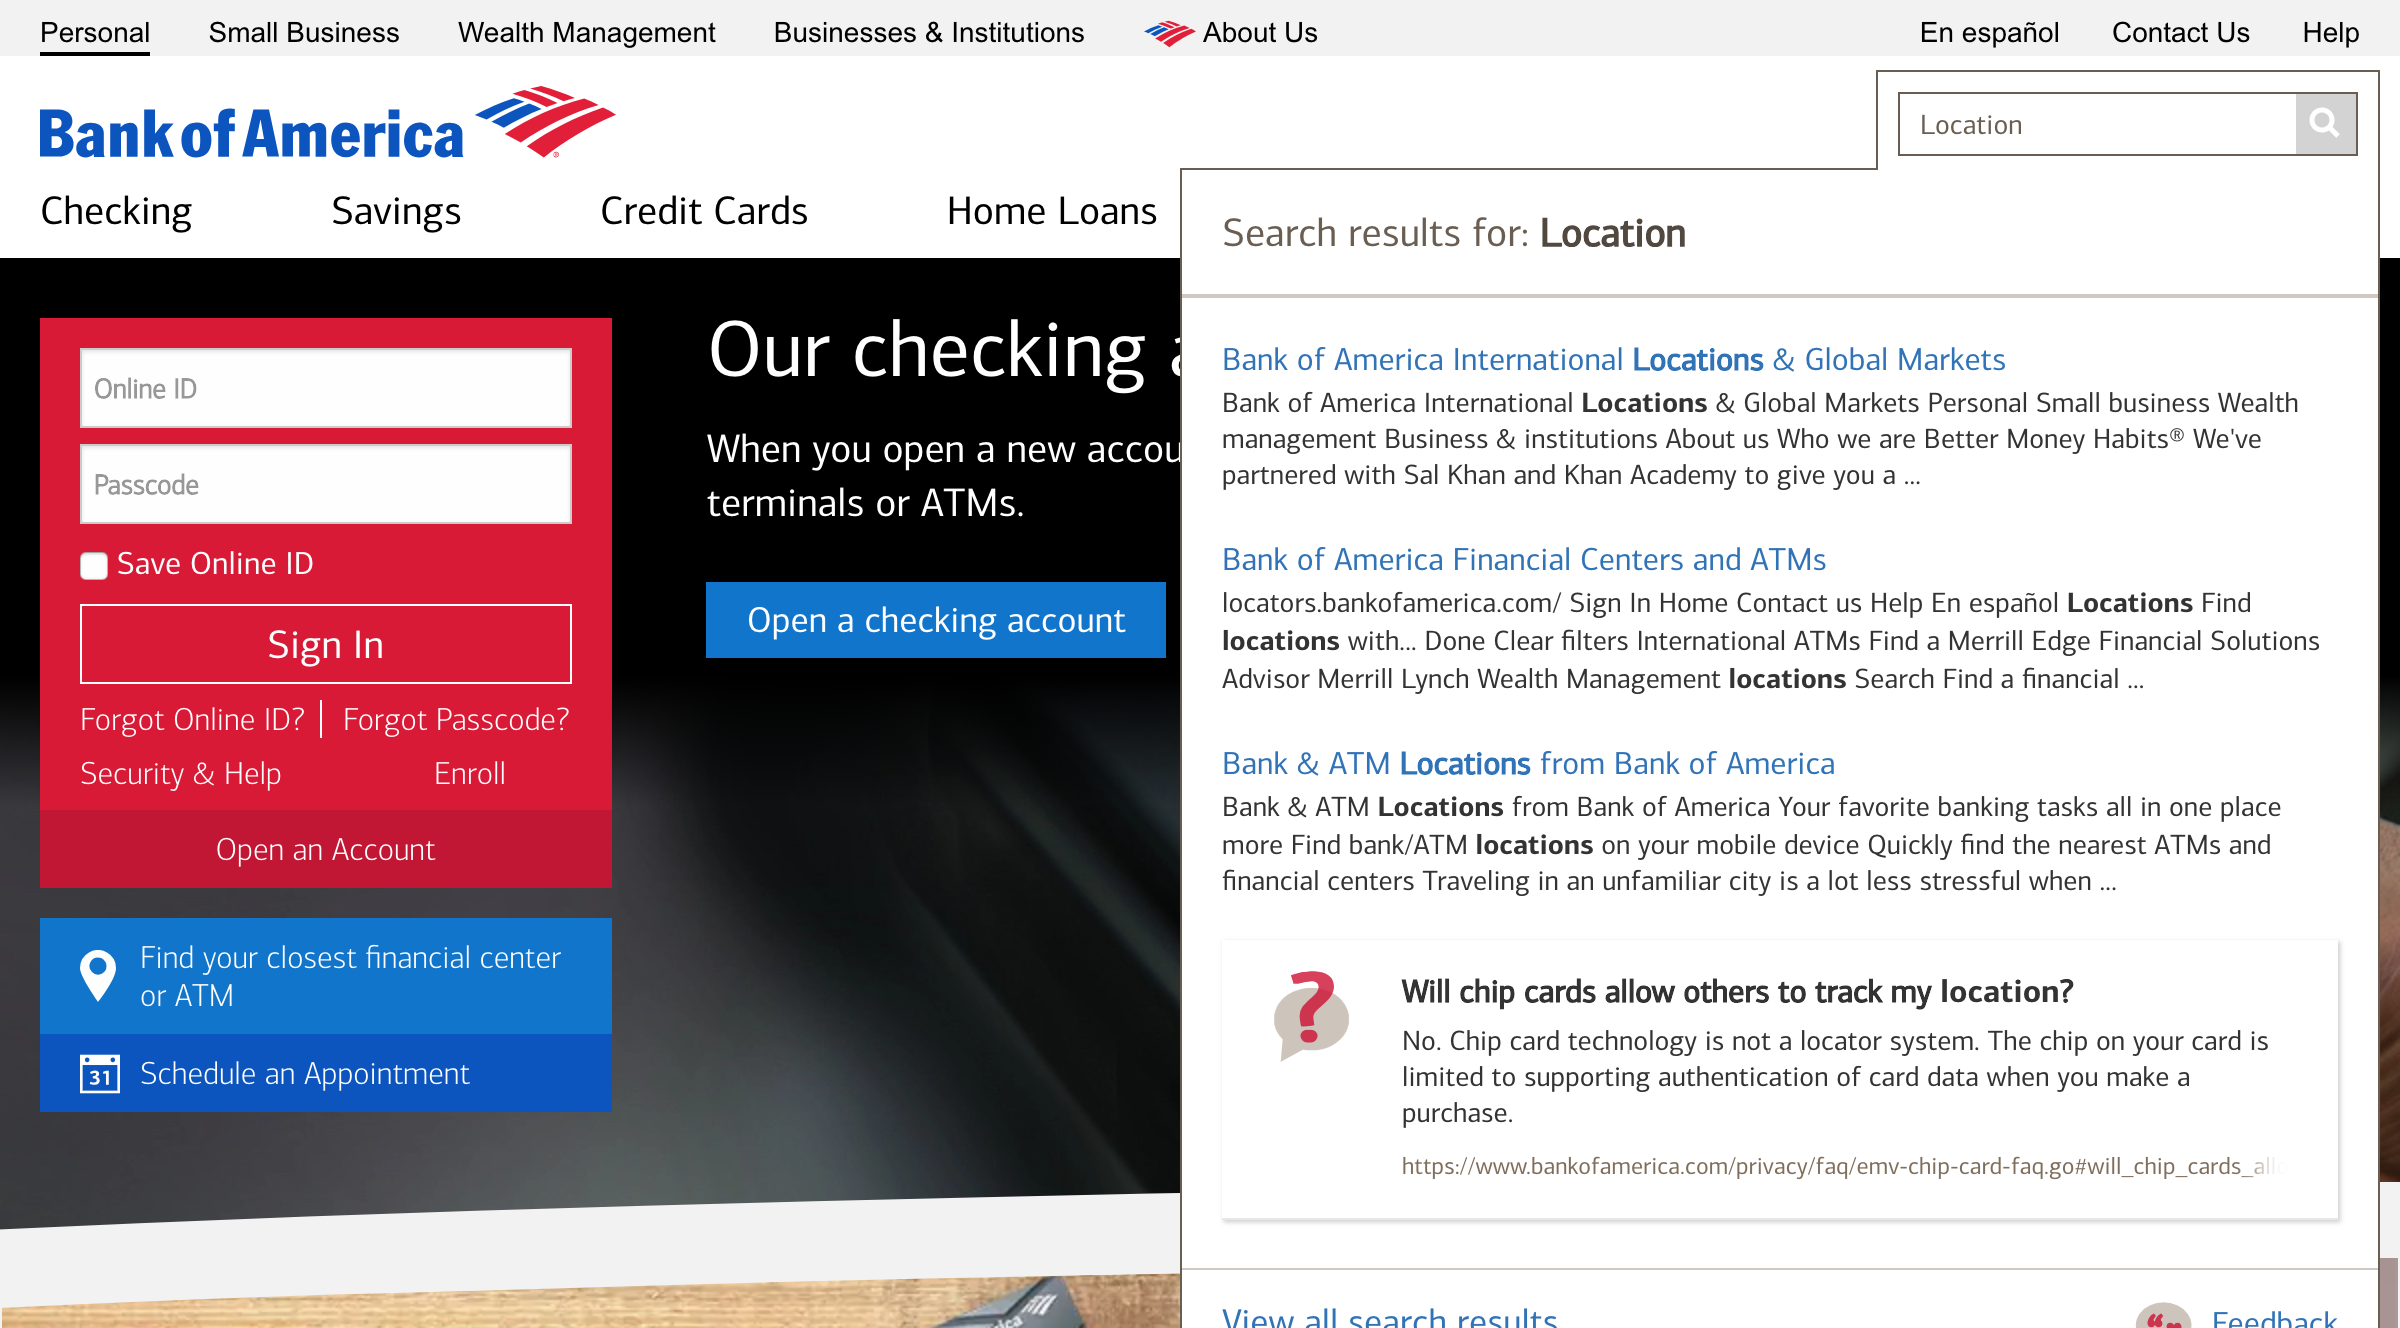 Personal Small Business Wealth Management Businesses & Institutions About Us En español Contact Us Help
Bank of America
Location
Checking Savings Credit Cards Home Loans
Online ID
Passcode
Save Online ID
Sign In
Forgot Online ID? Forgot Passcode?
Security & Help Enroll
Open an Account
Find your closest financial center
or ATM
31 Schedule an Appointment
Our checking
When you open a new accou
terminals or ATMs.
Open a checking account
Search results for: Location
Bank of America International Locations & Global Markets
Bank of America International Locations & Global Markets Personal Small business Wealth
management Business & institutions About us Who we are Better Money Habits® We've
partnered with Sal Khan and Khan Academy to give you a ...
Bank of America Financial Centers and ATMs
locators.bankofamerica.com/ Sign In Home Contact us Help En español Locations Find
locations with... Done Clear filters International ATMs Find a Merrill Edge Financial Solutions
Advisor Merrill Lynch Wealth Management locations Search Find a financial ...
Bank & ATM Locations from Bank of America
Bank & ATM Locations from Bank of America Your favorite banking tasks all in one place
more Find bank/ATM locations on your mobile device Quickly find the nearest ATMs and
financial centers Traveling in an unfamiliar city is a lot less stressful when ...
Will chip cards allow others to track my location?
No. Chip card technology is not a locator system. The chip on your card is
limited to supporting authentication of card data when you make a
purchase.
https://www.bankofamerica.com/privacy/faq/emv-chip-card-faq.go#will_chip_cards_allo
View all search results Feedback